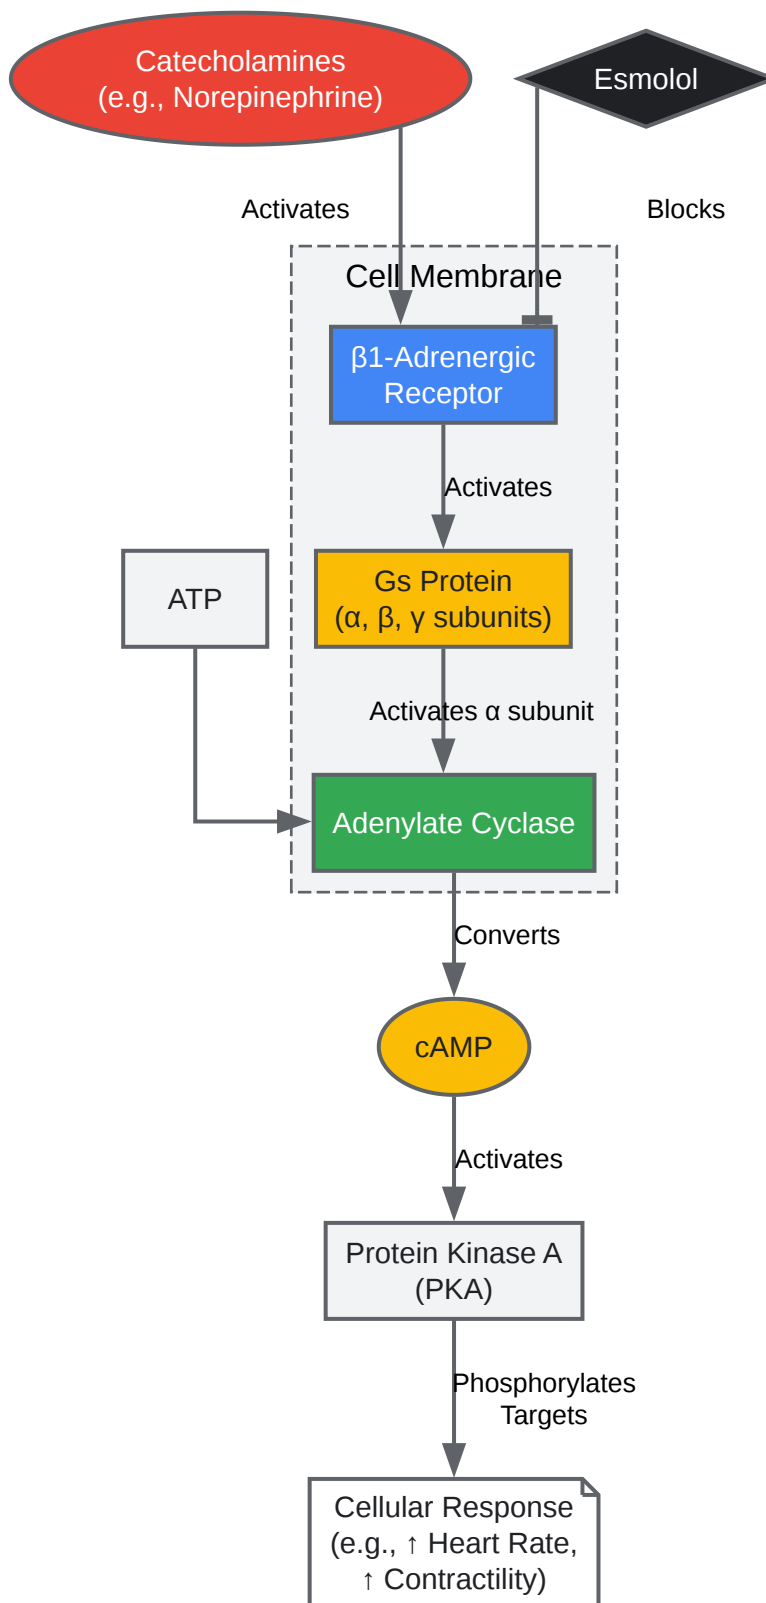 Catecholamines
(e.g., Norepinephrine)
Esmolol
Activates
Blocks
Cell Membrane
β1-Adrenergic
Receptor
Activates
Gs Protein
(α, β, γ subunits)
ATP
Activates α subunit
Adenylate Cyclase
Converts
cAMP
Activates
Protein Kinase A
(PKA)
Phosphorylates
Targets
Cellular Response
(e.g., ↑ Heart Rate,
↑ Contractility)